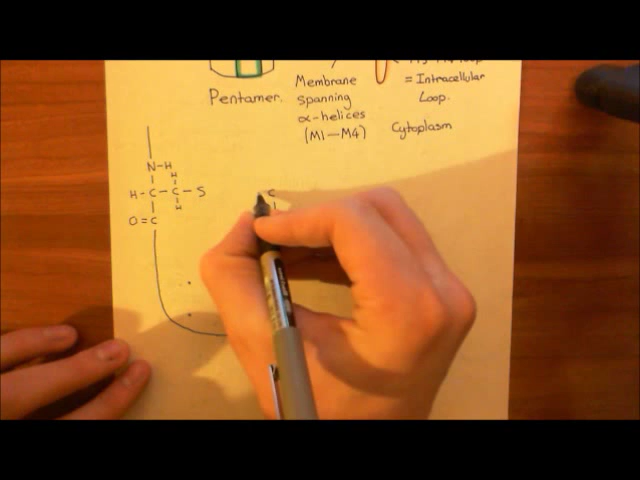 Pentamer.
Membrane
spanning
α-helices
(M1—M4)
= Intracellular
Loop.
Cytoplasm
N-H
H
H-C-C-S
H
O=C
C